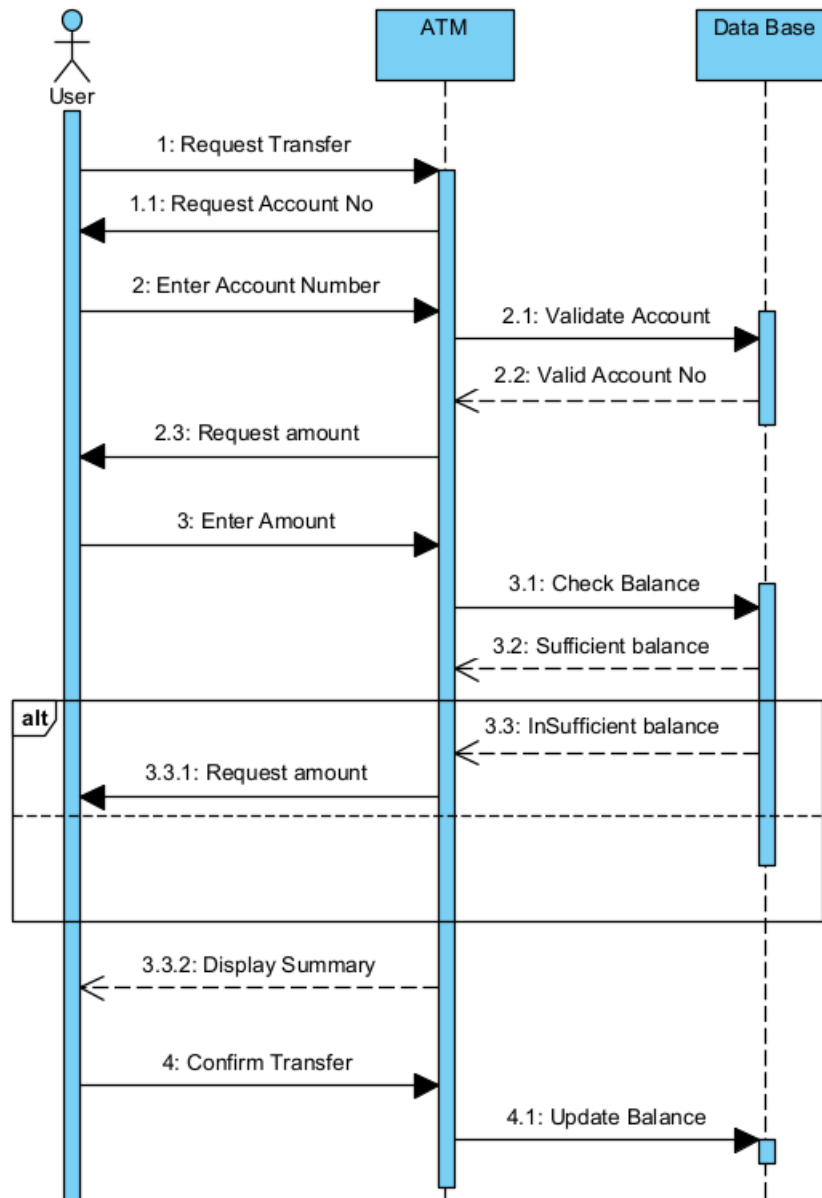 ATM
Data Base
User
1: Request Transfer
1.1: Request Account No
2: Enter Account Number
2.1: Validate Account
2.2: Valid Account No
2.3: Request amount
3: Enter Amount
3.1: Check Balance
3.2: Sufficient balance
alt
3.3: InSufficient balance
3.3.1: Request amount
3.3.2: Display Summary
4: Confirm Transfer
4.1: Update Balance